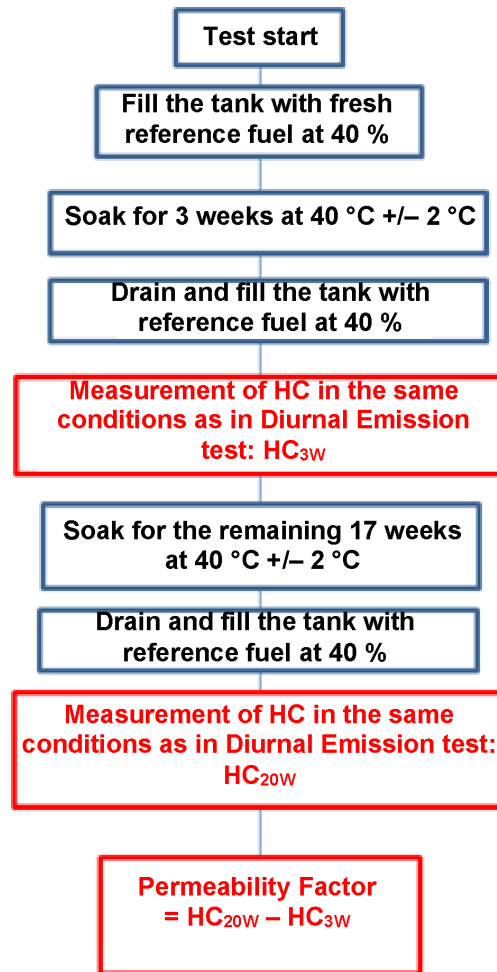 Test start
Fill the tank with fresh
reference fuel at 40 %
Soak for 3 weeks at 40 °C +/– 2 °C
Drain and fill the tank with
reference fuel at 40 %
Measurement of HC in the same
conditions as in Diurnal Emission
test: HC3W
Soak for the remaining 17 weeks
at 40 °C +/– 2 °C
Drain and fill the tank with
reference fuel at 40 %
Measurement of HC in the same
conditions as in Diurnal Emission test:
HC20W
Permeability Factor
= HC20W – HC3W